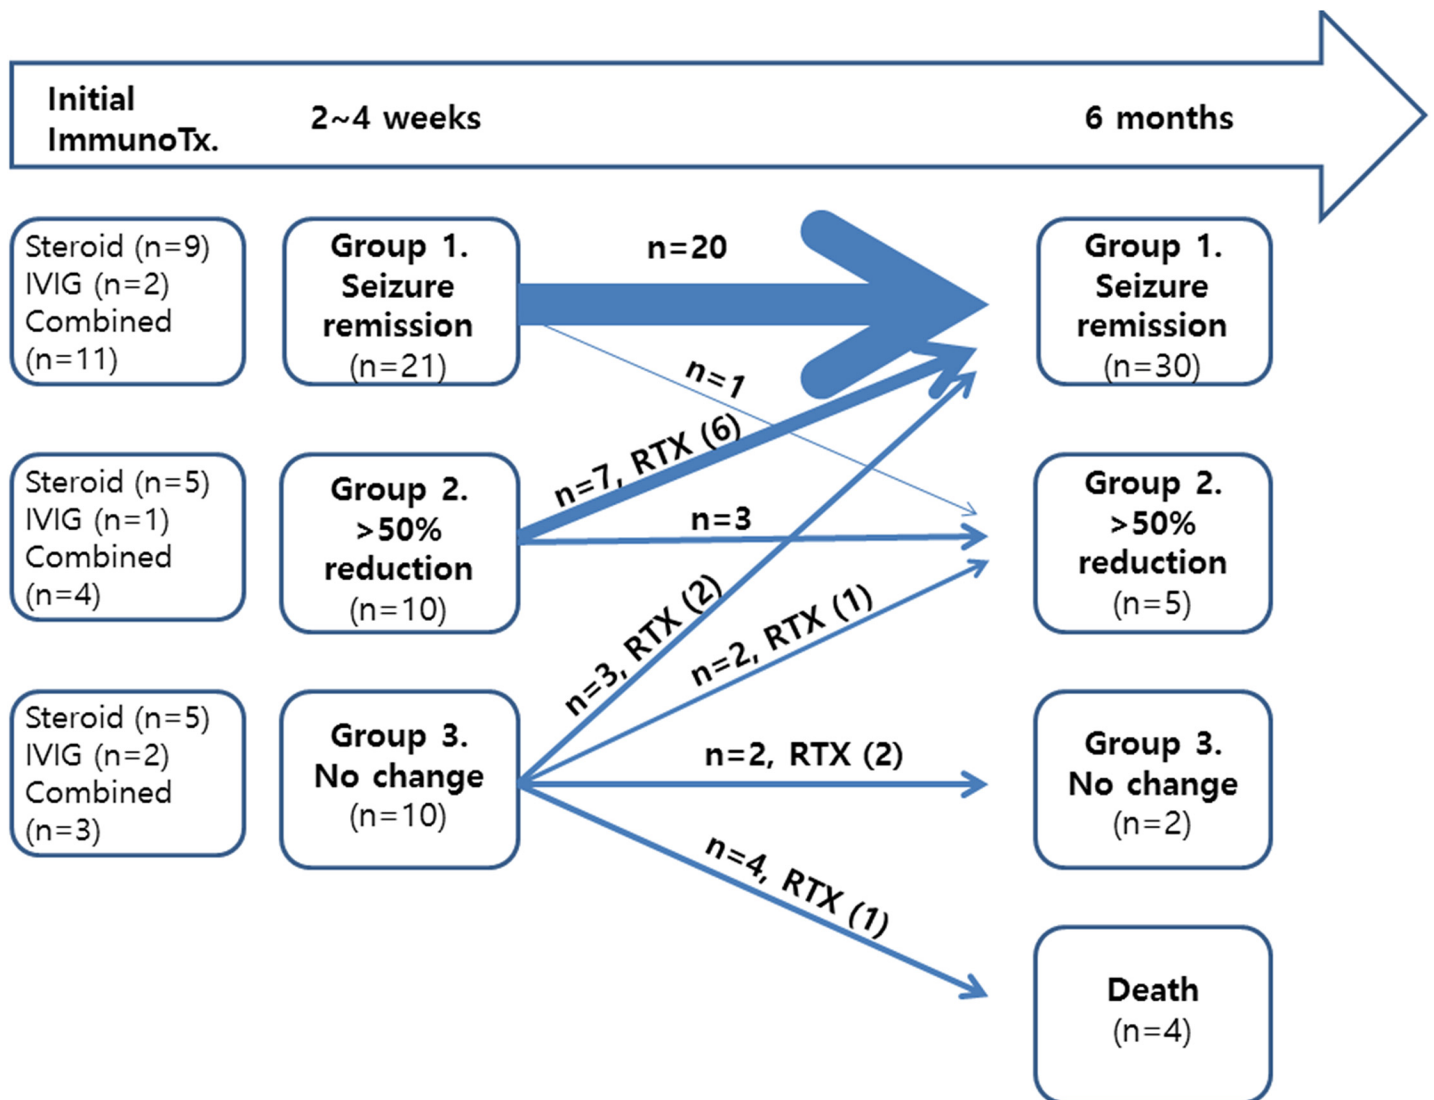 Initial
ImmunoTx.
2~4 weeks
6 months
Steroid (n=9)
IVIG (n=2)
Combined
(n=11)
Group 1.
Seizure
remission
(n=21)
n=20
n=1
Group 1.
Seizure
remission
(n=30)
Steroid (n=5)
IVIG (n=1)
Combined
(n=4)
Group 2.
>50%
reduction
(n=10)
n=7, RTX (6)
n=3
Group 2.
>50%
reduction
(n=5)
Steroid (n=5)
IVIG (n=2)
Combined
(n=3)
Group 3.
No change
(n=10)
n=3, RTX (2)
n=2, RTX (1)
n=2, RTX (2)
n=4, RTX (1)
Group 3.
No change
(n=2)
Death
(n=4)